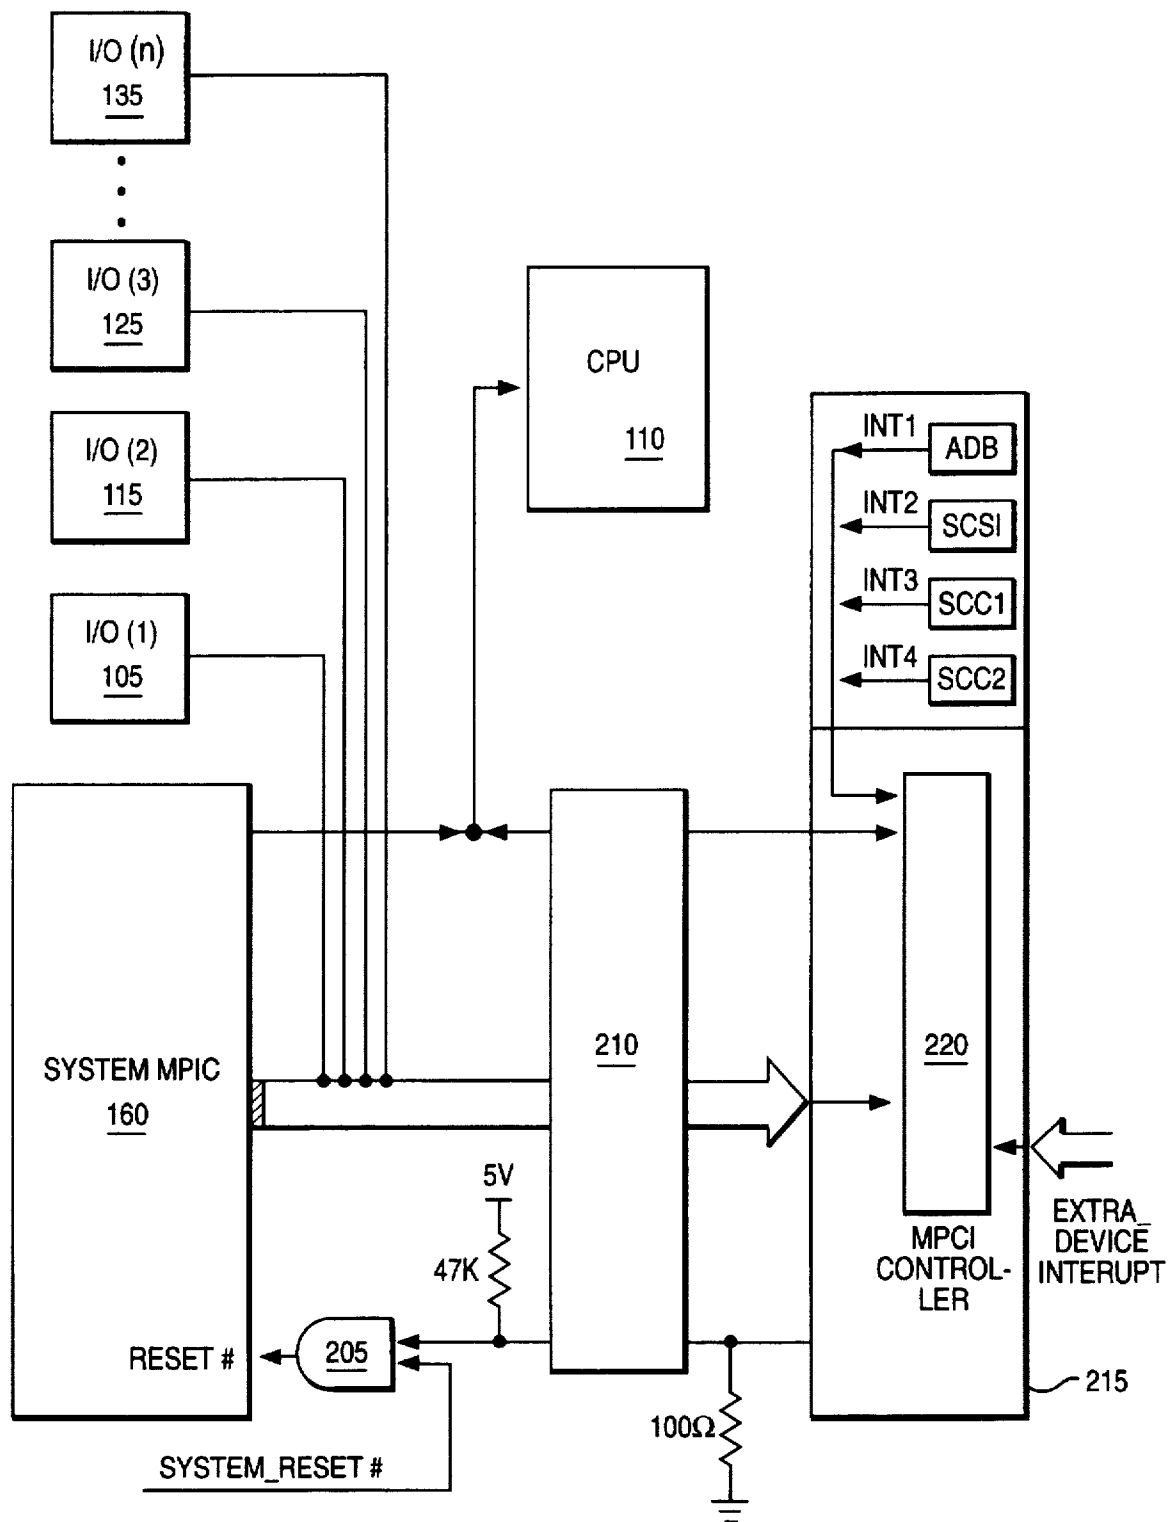 I/O (n)
135
I/O (3)
125
I/O (2)
115
I/O (1)
105
CPU
110
INT1
ADB
INT2
SCSI
INT3
SCC1
INT4
SCC2
SYSTEM MPIC
160
210
220
5V
47K
MPCI
CONTROL-
LER
EXTRA_
DEVICE
INTERUPT
RESET #
205
215
100Ω
SYSTEM_RESET #